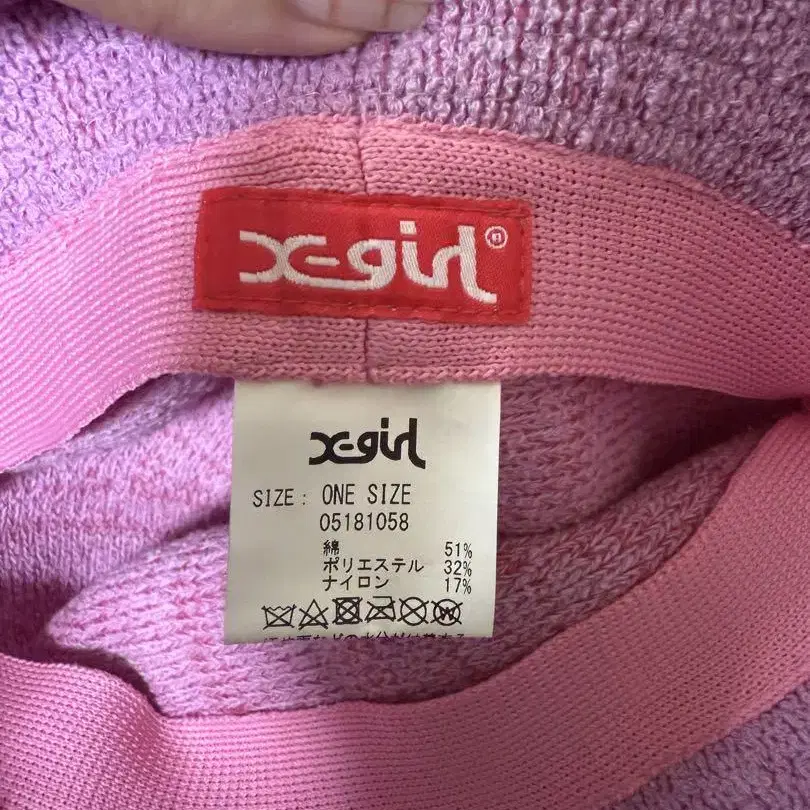 X-girl®
X-girl
SIZE : ONE SIZE
05181058
綿 51%
ポリエステル 32%
ナイロン 17%
W